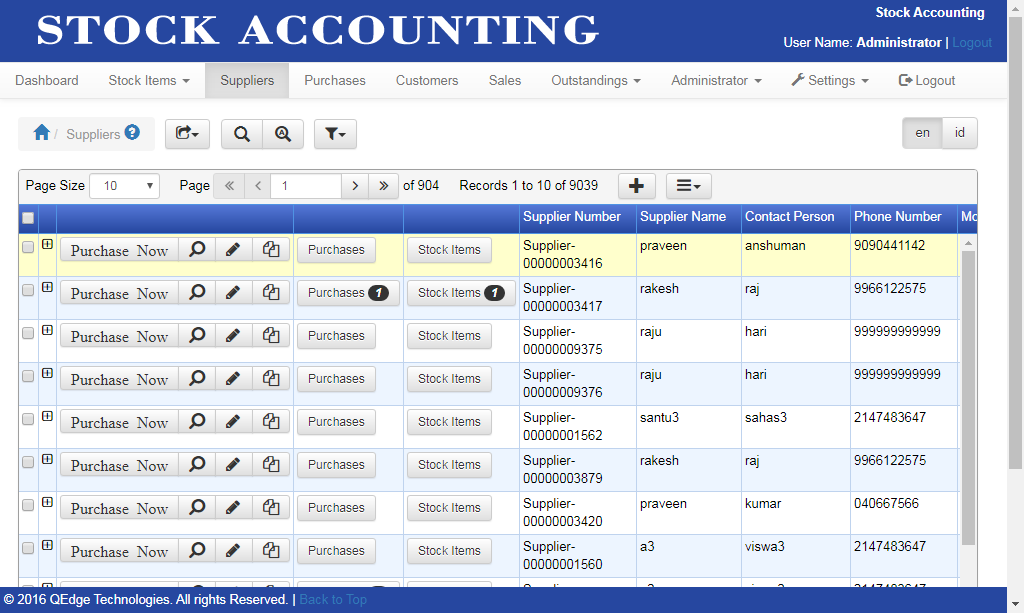 STOCK ACCOUNTING
Stock Accounting
User Name: Administrator | Logout
Dashboard Stock Items Suppliers Purchases Customers Sales Outstandings Administrator Settings Logout
/ Suppliers
en id
Page Size 10 Page 1 of 904 Records 1 to 10 of 9039
Supplier Number Supplier Name Contact Person Phone Number Mo
Purchase Now Purchases Stock Items Supplier- praveen anshuman 9090441142
00000003416
Purchase Now Purchases 1 Stock Items 1 Supplier- rakesh raj 9966122575
00000003417
Purchase Now Purchases Stock Items Supplier- raju hari 999999999999
00000009375
Purchase Now Purchases Stock Items Supplier- raju hari 999999999999
00000009376
Purchase Now Purchases Stock Items Supplier- santu3 sahas3 2147483647
00000001562
Purchase Now Purchases Stock Items Supplier- rakesh raj 9966122575
00000003879
Purchase Now Purchases Stock Items Supplier- praveen kumar 040667566
00000003420
Purchase Now Purchases Stock Items Supplier- a3 viswa3 2147483647
00000001560
© 2016 QEdge Technologies. All rights Reserved. | Back to Top